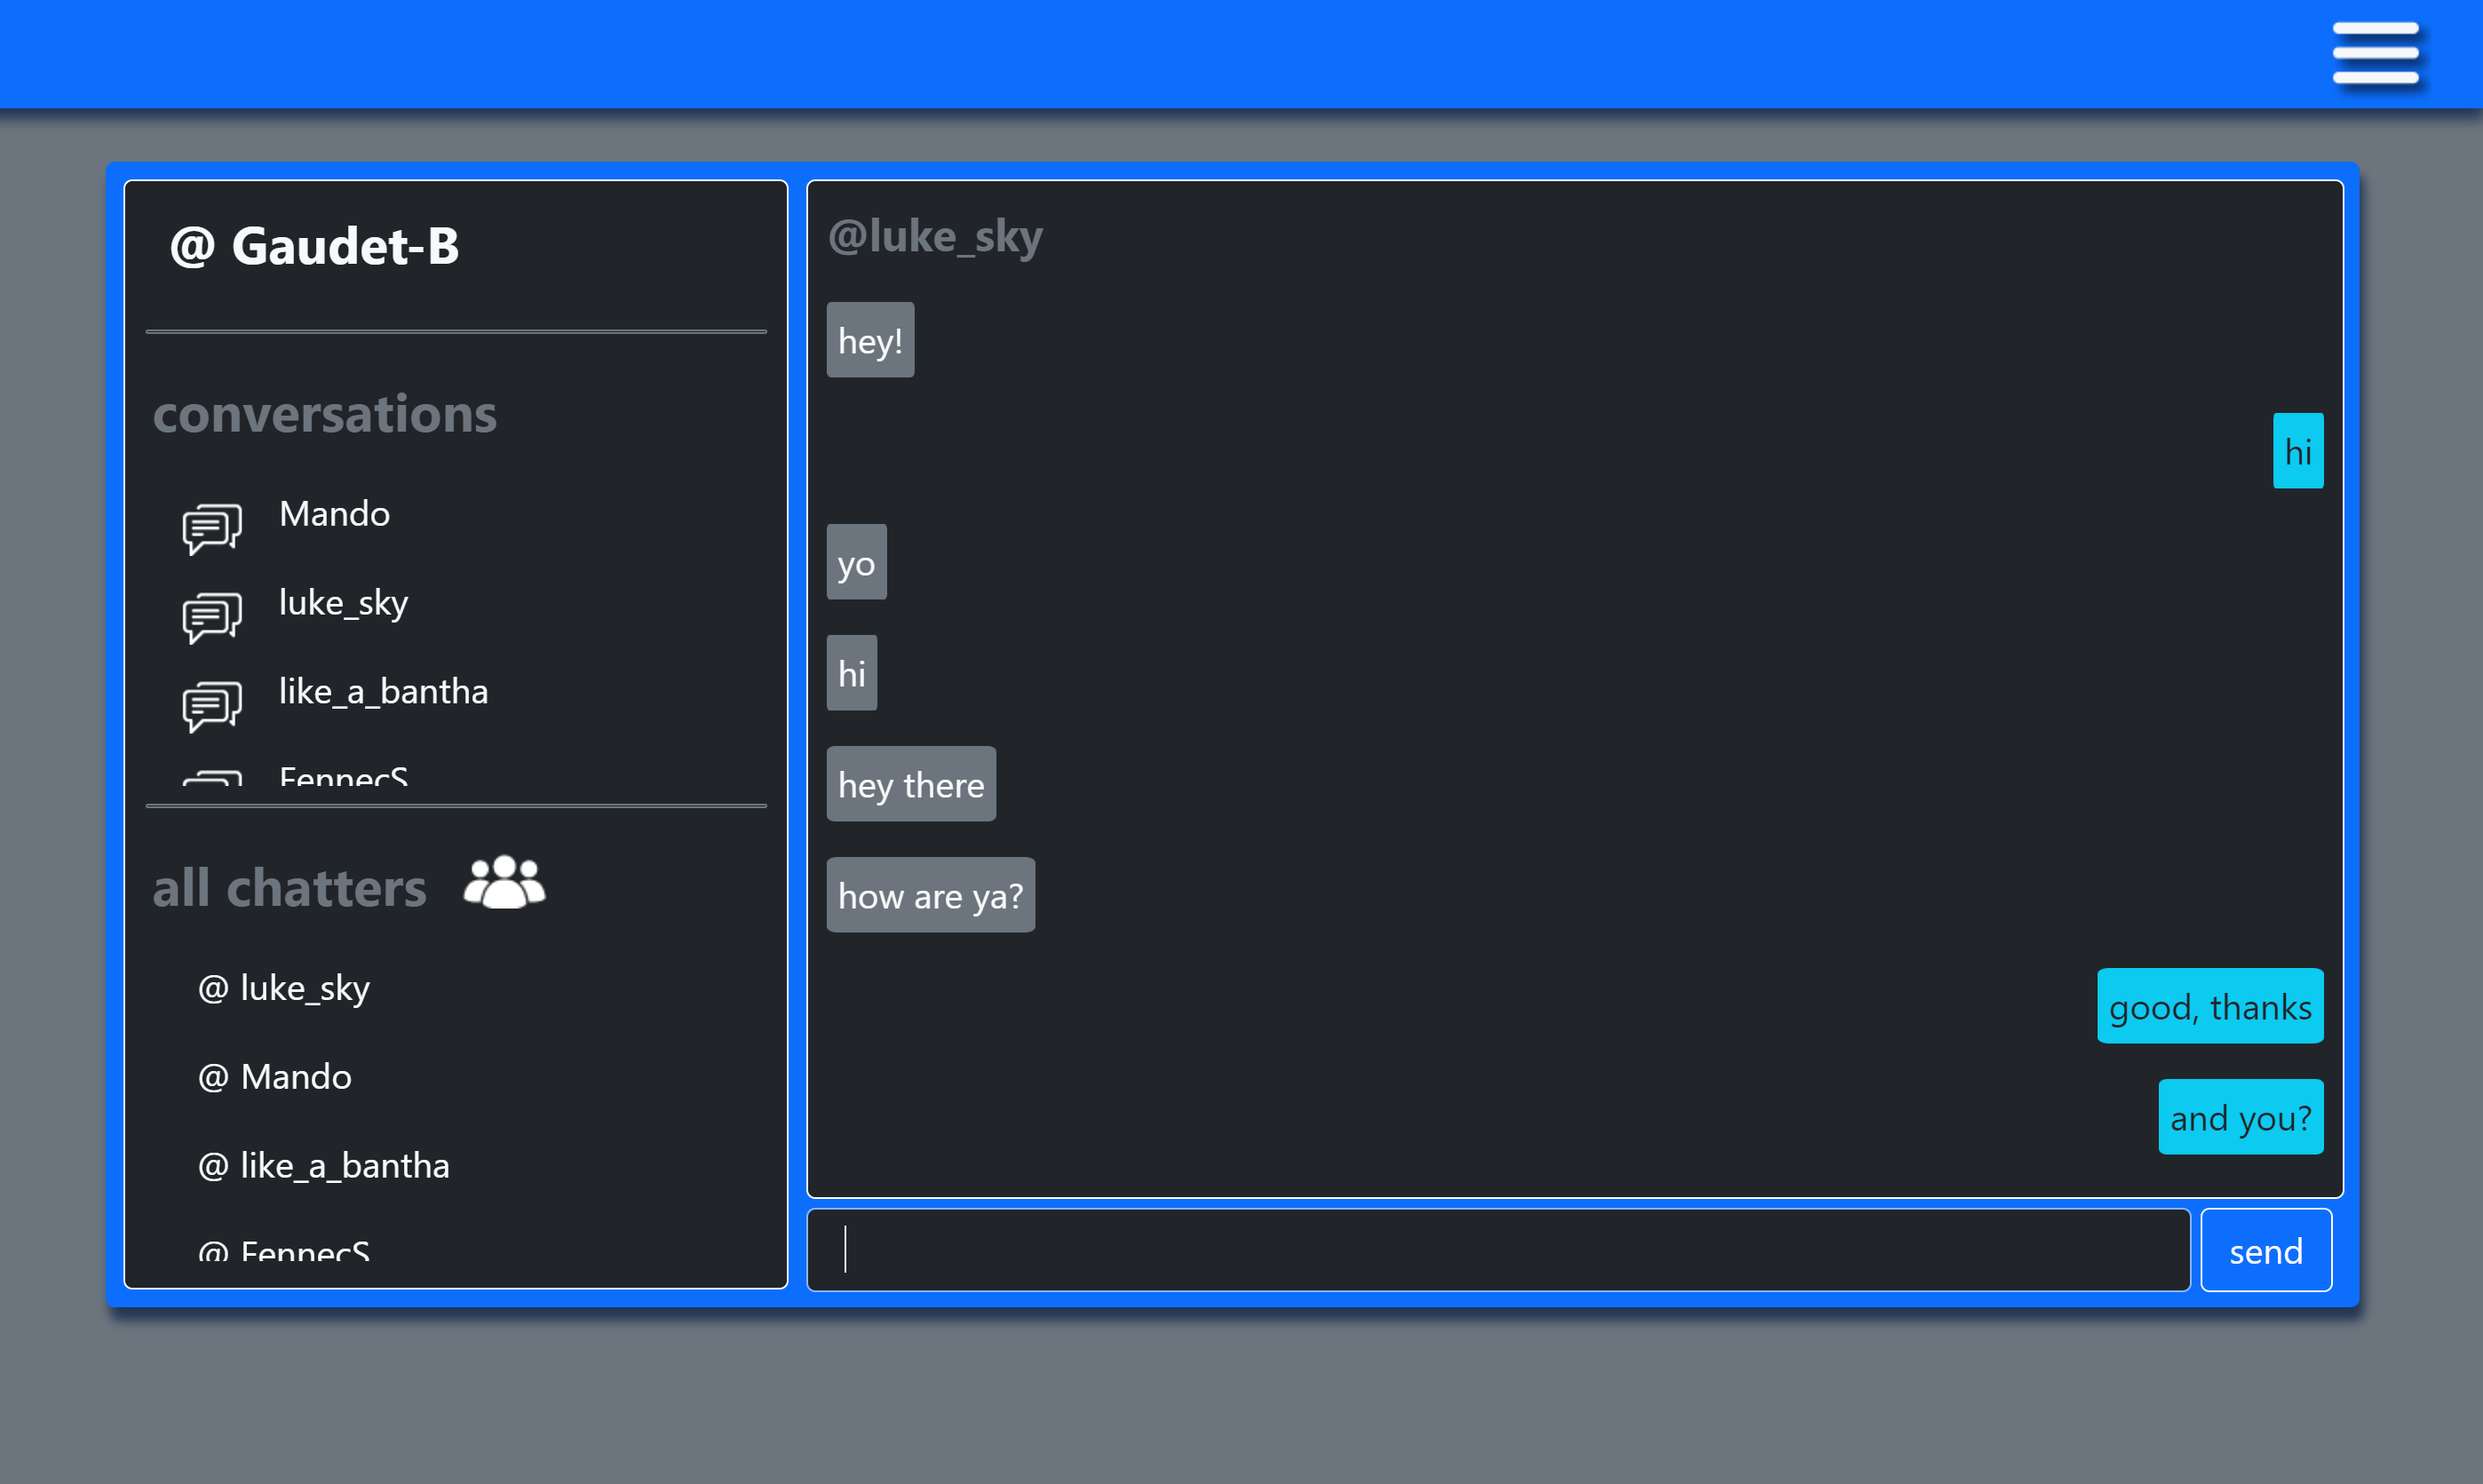 @ Gaudet-B
conversations
Mando
luke_sky
like_a_bantha
FennecS
all chatters
@ luke_sky
@ Mando
@ like_a_bantha
@ FennecS
@luke_sky
hey!
hi
yo
hi
hey there
how are ya?
good, thanks
and you?
send